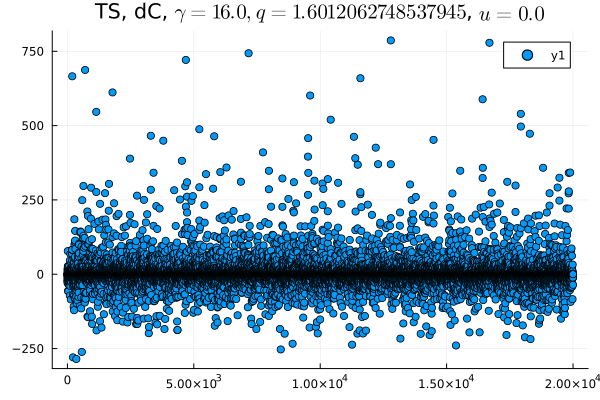 TS, dC, γ = 16.0, q = 1.6012062748537945, u = 0.0
750
500
250
0
−250
y1
0 5.00×10³ 1.00×10⁴ 1.50×10⁴ 2.00×10⁴